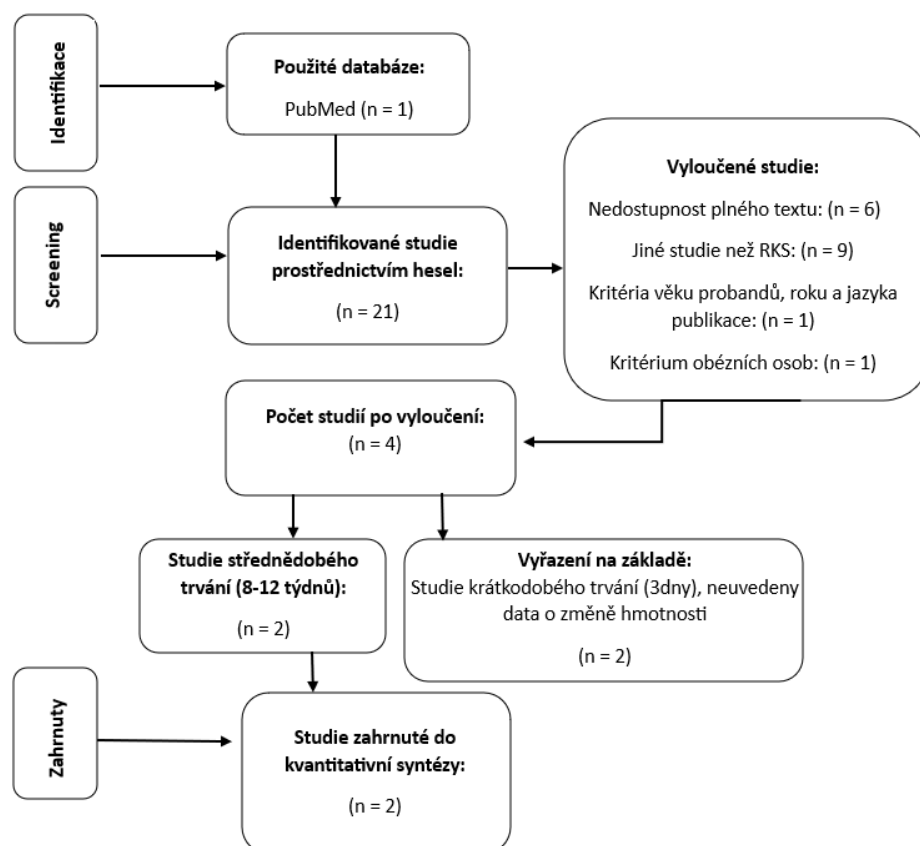 Identifikace
Použité databáze:
PubMed (n = 1)
Screening
Identifikované studie
prostřednictvím hesel:
(n = 21)
Vyloučené studie:
Nedostupnost plného textu: (n = 6)
Jiné studie než RKS: (n = 9)
Kritéria věku probandů, roku a jazyka
publikace: (n = 1)
Kritérium obézních osob: (n = 1)
Počet studií po vyloučení:
(n = 4)
Studie střednědobého
trvání (8-12 týdnů):
(n = 2)
Vyřazení na základě:
Studie krátkodobého trvání (3dny), neuvedeny
data o změně hmotnosti
(n = 2)
Zahrnuty
Studie zahrnuté do
kvantitativní syntézy:
(n = 2)